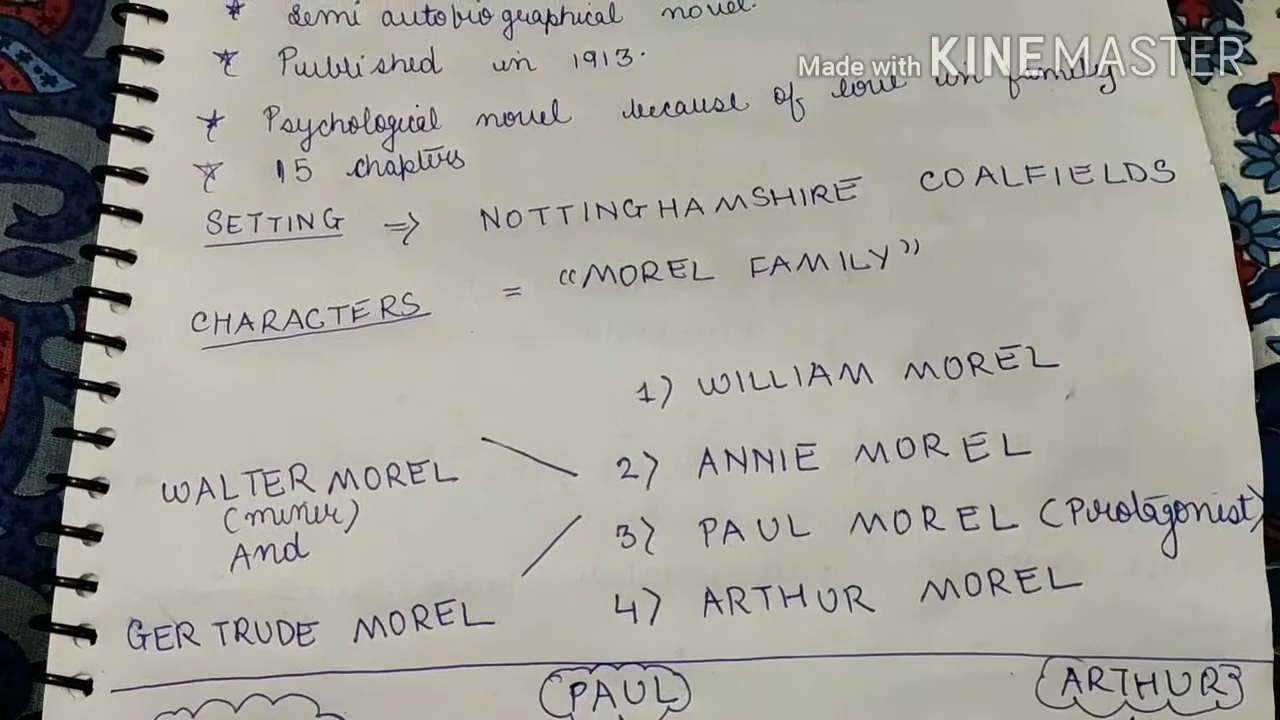 * Semi autobiographical novel.
Made with KINEMASTER
* Published in 1913.
* Psychological novel because of love in family
* 15 chapters
SETTING ⇒ NOTTINGHAMSHIRE COALFIELDS
CHARACTERS = "MOREL FAMILY"
1) WILLIAM MOREL
2) ANNIE MOREL
WALTER MOREL
(miner)
And
3) PAUL MOREL (Protagonist)
4) ARTHUR MOREL
GERTRUDE MOREL
PAUL ARTHUR